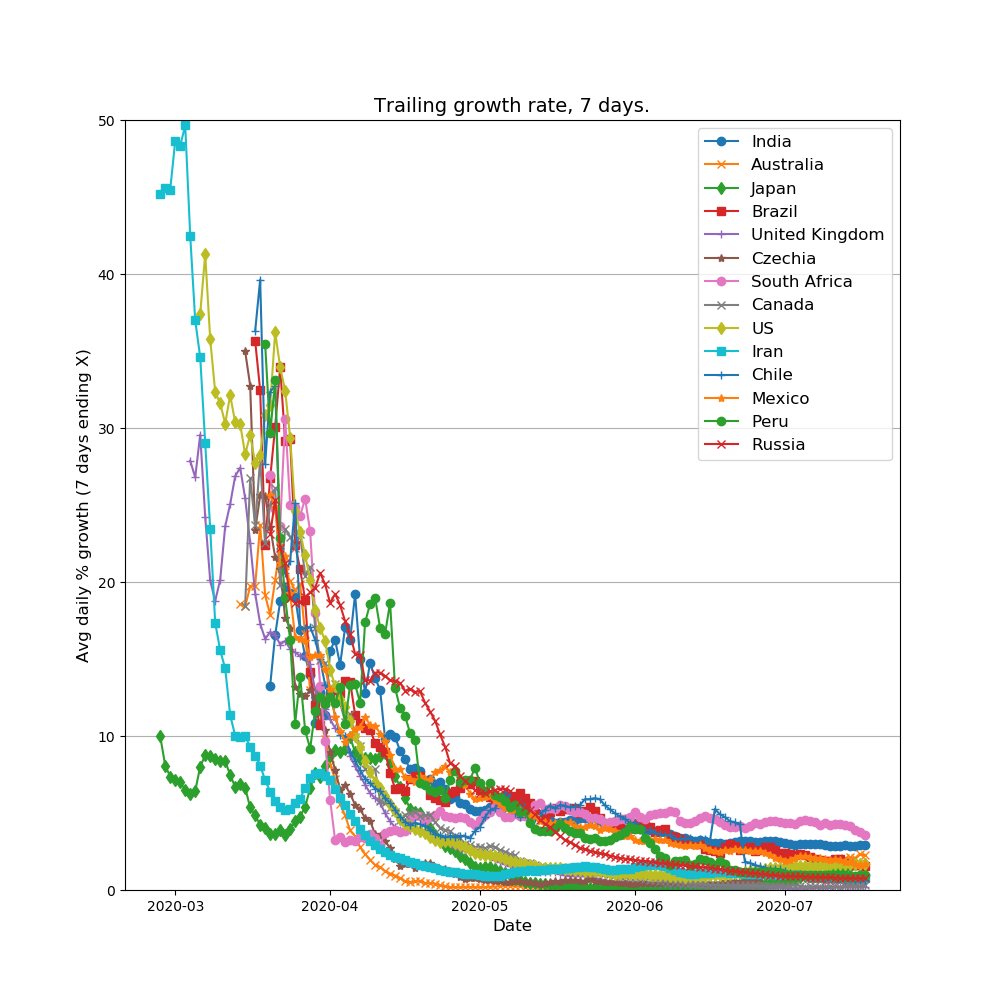 Trailing growth rate, 7 days.
Avg daily % growth (7 days ending X)
50
40
30
20
10
0
India
Australia
Japan
Brazil
United Kingdom
Czechia
South Africa
Canada
US
Iran
Chile
Mexico
Peru
Russia
2020-03
2020-04
2020-05
2020-06
2020-07
Date